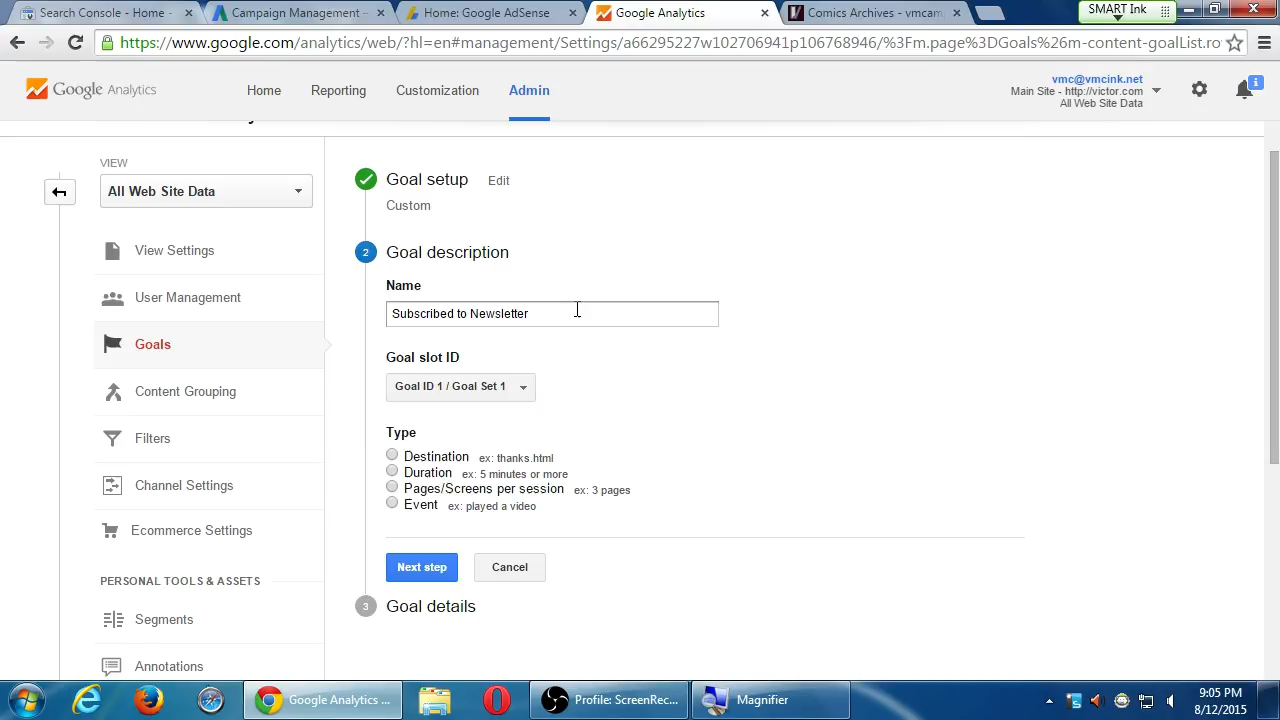 Search Console - Home
Campaign Management -
Home: Google AdSense
Google Analytics
Comics Archives - vmcam
SMART Ink
https://www.google.com/analytics/web/?hl=en#management/Settings/a66295227w102706941p106768946/%3Fm.page%3DGoals%26m-content-goalList.ro
Google Analytics
Home
Reporting
Customization
Admin
vmc@vmcink.net
Main Site - http://victor.com
All Web Site Data
VIEW
All Web Site Data
View Settings
User Management
Goals
Content Grouping
Filters
Channel Settings
Ecommerce Settings
PERSONAL TOOLS & ASSETS
Segments
Annotations
Goal setup Edit
Custom
2 Goal description
Name
Subscribed to Newsletter
Goal slot ID
Goal ID 1 / Goal Set 1
Type
Destination ex: thanks.html
Duration ex: 5 minutes or more
Pages/Screens per session ex: 3 pages
Event ex: played a video
Next step Cancel
3 Goal details
Google Analytics ...
Profile: ScreenRec...
Magnifier
9:05 PM
8/12/2015